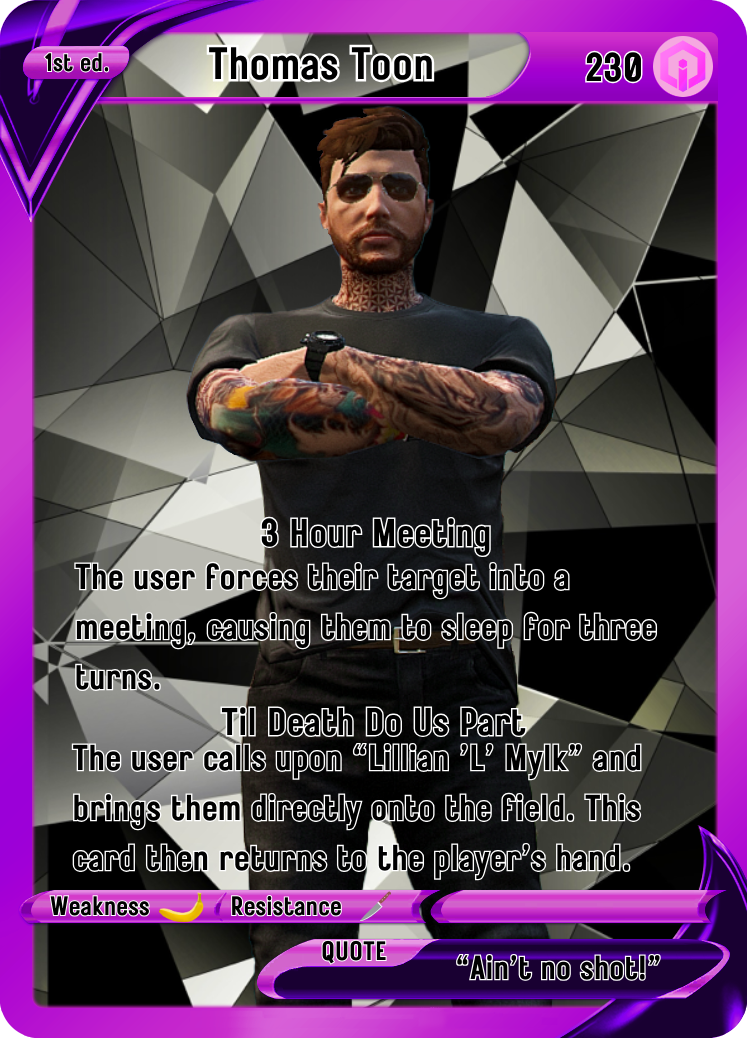 1st ed.
Thomas Toon
230
3 Hour Meeting
The user forces their target into a
meeting, causing them to sleep for three
turns.
Til Death Do Us Part
The user calls upon “Lillian ’L’ Mylk” and
brings them directly onto the field. This
card then returns to the player’s hand.
Weakness
Resistance
QUOTE
“Ain’t no shot!”